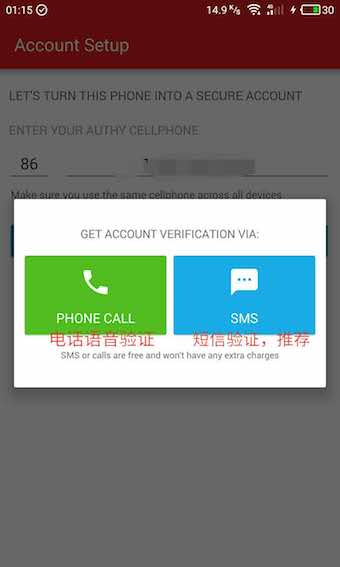 01:15 14.9 K/s 4G 30
Account Setup
LET'S TURN THIS PHONE INTO A SECURE ACCOUNT
ENTER YOUR AUTHY CELLPHONE
86
Make sure you use the same cellphone across all devices
GET ACCOUNT VERIFICATION VIA:
PHONE CALL SMS
电话语音验证 短信验证，推荐
SMS or calls are free and won't have any extra charges